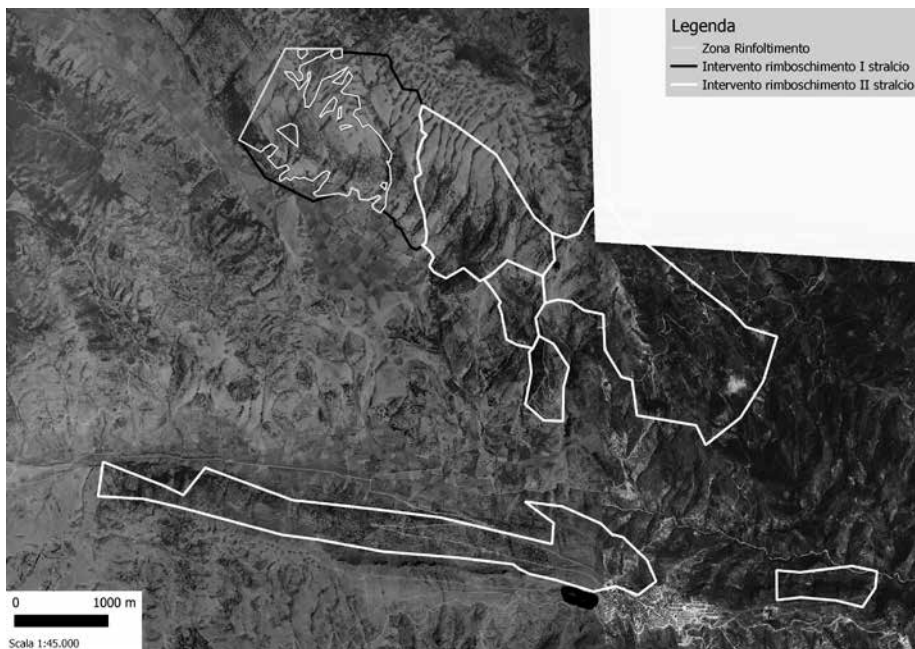 Legenda
Zona Rinfoltimento
Intervento rimboschimento I stralcio
Intervento rimboschimento II stralcio
0 1000 m
Scala 1:45.000